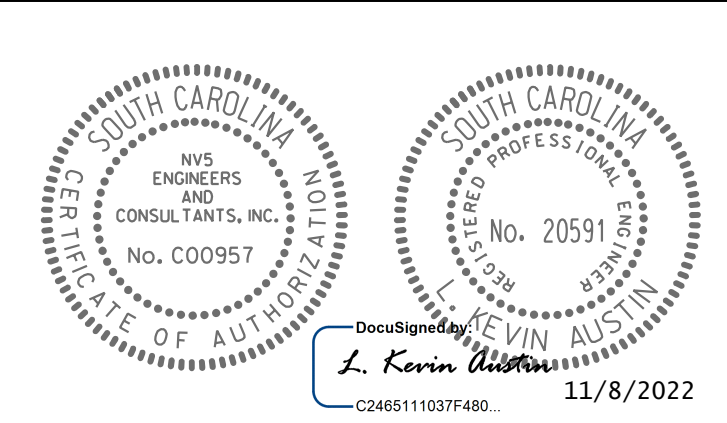 SOUTH CAROLINA
NV5
ENGINEERS
AND
CONSULTANTS, INC.
No. C00957
CERTIFICATE OF AUTHORIZATION
SOUTH CAROLINA
REGISTERED PROFESSIONAL ENGINEER
No. 20591
L. KEVIN AUSTIN
DocuSigned by:
L. Kevin Austin
C2465111037F480...
11/8/2022